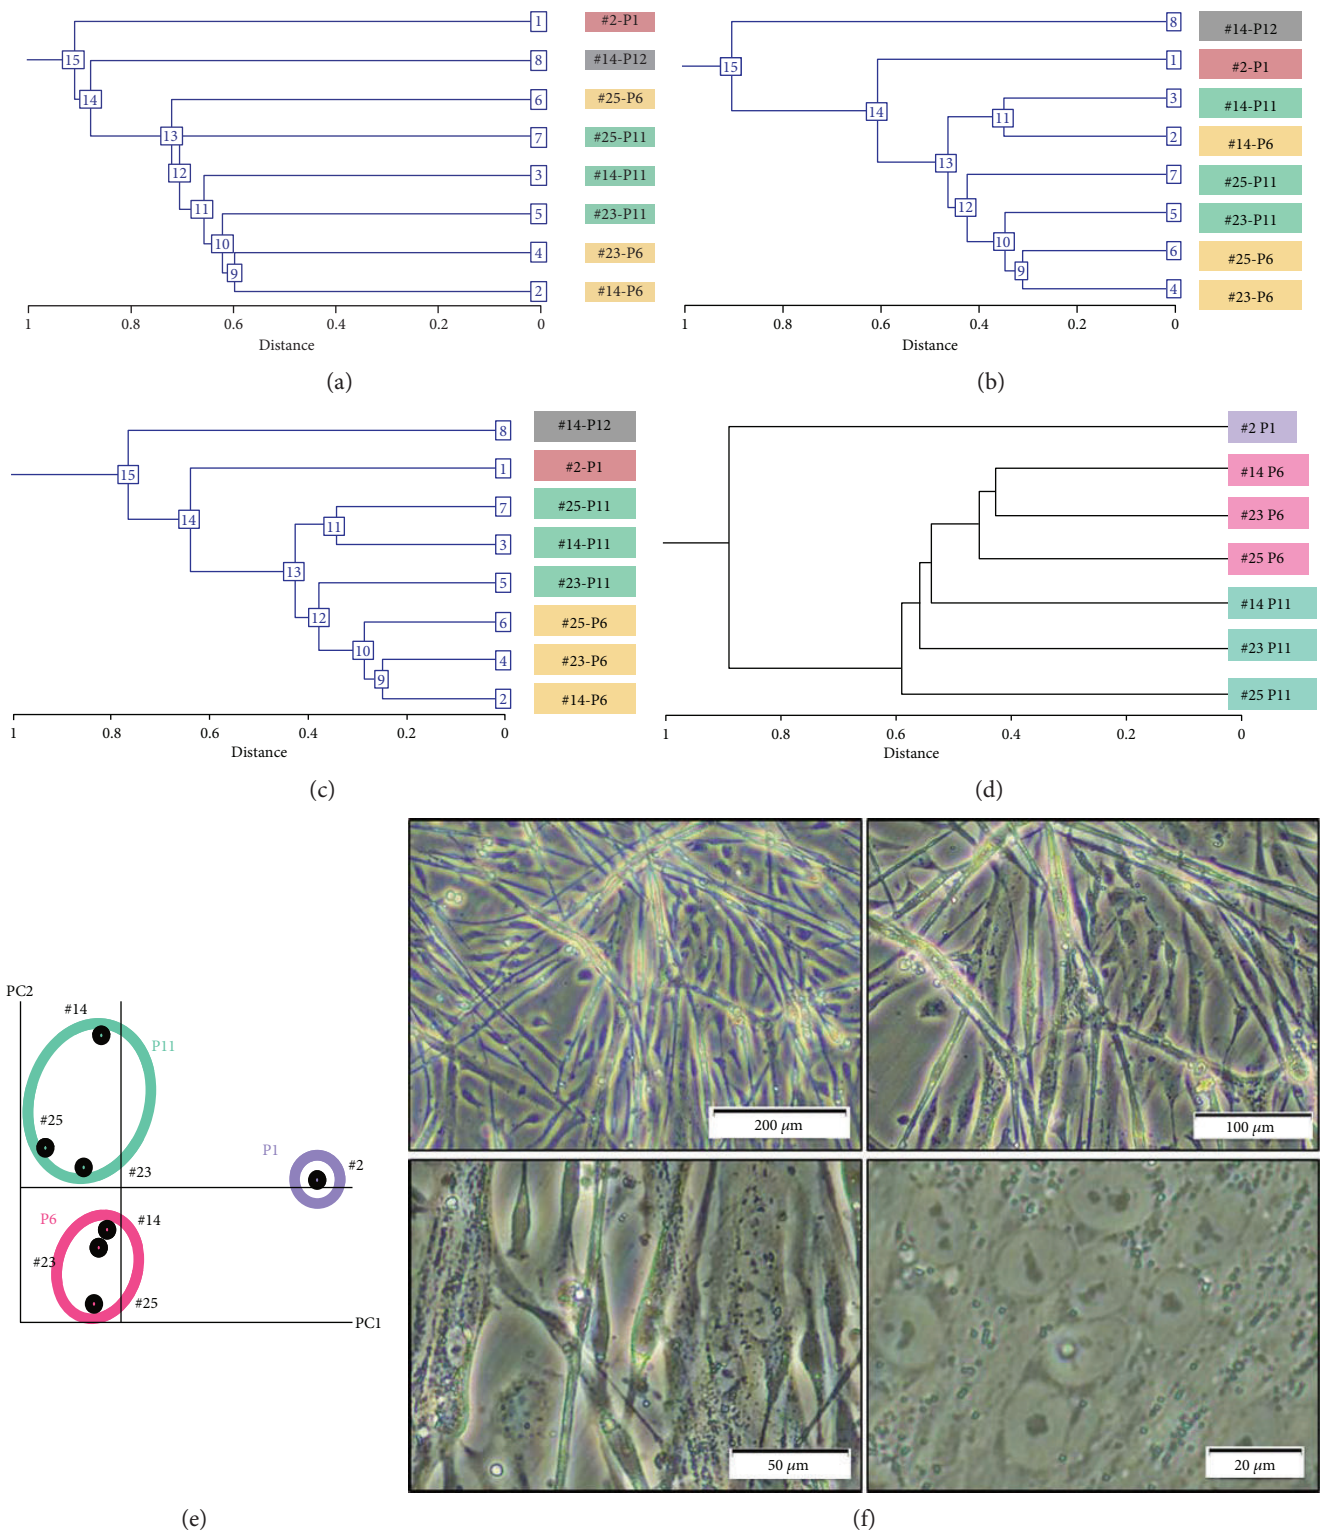 1 #2-P1
15
8 #14-P12
14
6 #25-P6
13
7 #25-P11
12
3 #14-P11
11
5 #23-P11
10
4 #23-P6
9
2 #14-P6
1 0.8 0.6 0.4 0.2 0
Distance
(a)
8 #14-P12
15
1 #2-P1
14
3 #14-P11
11
2 #14-P6
13
7 #25-P11
12
5 #23-P11
10
6 #25-P6
9
4 #23-P6
1 0.8 0.6 0.4 0.2 0
Distance
(b)
8 #14-P12
15
1 #2-P1
14
7 #25-P11
11
3 #14-P11
13
5 #23-P11
12
6 #25-P6
10
4 #23-P6
9
2 #14-P6
1 0.8 0.6 0.4 0.2 0
Distance
(c)
#2 P1
#14 P6
#23 P6
#25 P6
#14 P11
#23 P11
#25 P11
1 0.8 0.6 0.4 0.2 0
Distance
(d)
PC2
#14
P11
#25
P1
#2
#23
P6
#14
#23
#25
PC1
(e)
200 μm
100 μm
50 μm
20 μm
(f)